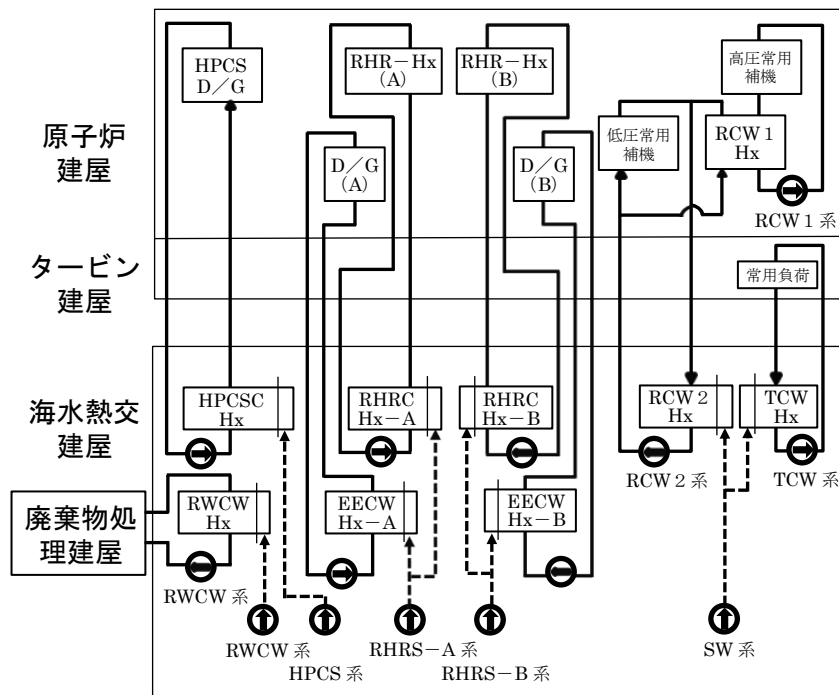 原子炉
建屋
HPCS
D／G
RHR－Hx
(A)
RHR－Hx
(B)
D／G
(A)
D／G
(B)
高圧常用
補機
低圧常用
補機
RCW１
Hx
RCW１系
タービン
建屋
常用負荷
海水熱交
建屋
HPCSC
Hx
RHRC
Hx－A
RHRC
Hx－B
RCW２
Hx
TCW
Hx
RCW２系
TCW系
廃棄物処
理建屋
RWCW
Hx
EECW
Hx－A
EECW
Hx－B
RWCW系
RWCW系
HPCS系
RHRS－A系
RHRS－B系
SW系